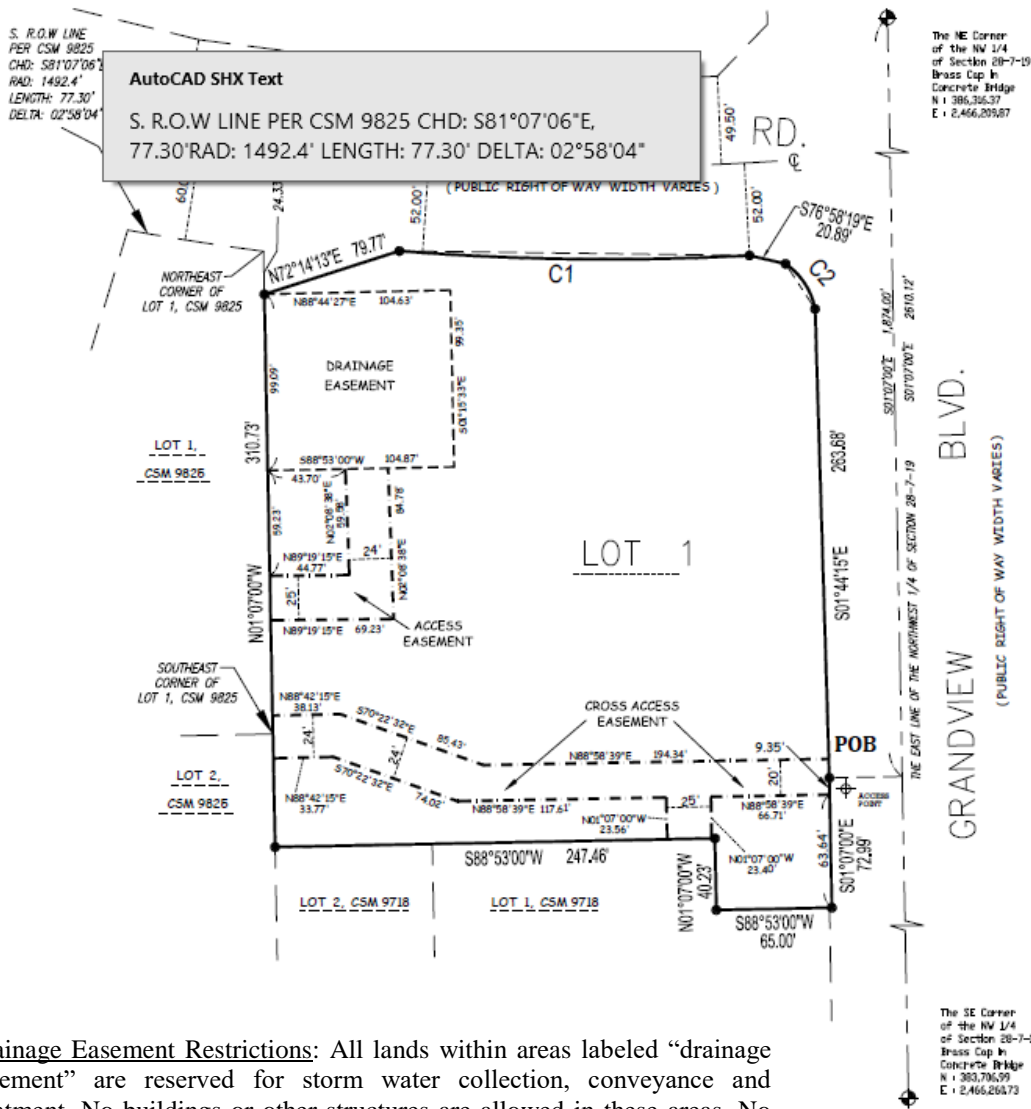 S. R.O.W LINE
PER CSM 9825
CHD: S81°07'06"E
RAD: 1492.4'
LENGTH: 77.30'
DELTA: 02°58'04"
AutoCAD SHX Text
S. R.O.W LINE PER CSM 9825 CHD: S81°07'06"E,
77.30'RAD: 1492.4' LENGTH: 77.30' DELTA: 02°58'04"
The NE Corner
of the NW 1/4
of Section 28-7-19
Brass Cap in
Concrete Bridge
N : 386,316.37
E : 2,466,209.87
49.50'
RD.
℄
24.33'
52.00'
(PUBLIC RIGHT OF WAY WIDTH VARIES)
52.00'
S76°58'19"E
20.89'
NORTHEAST
CORNER OF
LOT 1, CSM 9825
N72°14'13"E 79.77'
C1
C2
N88°44'27"E 104.63'
99.35'
S01°15'33"E
DRAINAGE
EASEMENT
99.09'
310.73'
LOT 1,
CSM 9825
S88°53'00"W 104.87'
43.70'
59.23'
N02°08'38"E
59.58'
84.78'
N02°08'38"E
24'
N89°19'15"E
44.77'
25'
N89°19'15"E 69.23'
ACCESS
EASEMENT
N01°07'00"W
LOT 1
263.68'
S01°44'15"E
1,874.00'
S01°07'00"E
2610.12'
S01°07'00"E
THE EAST LINE OF THE NORTHWEST 1/4 OF SECTION 28-7-19
GRANDVIEW BLVD.
(PUBLIC RIGHT OF WAY WIDTH VARIES)
SOUTHEAST
CORNER OF
LOT 1, CSM 9825
N88°42'15"E
38.13'
24'
S70°22'32"E
85.43'
24'
S70°22'32"E
74.02'
CROSS ACCESS
EASEMENT
N88°58'39"E 194.34'
9.35'
POB
20'
ACCESS
POINT
LOT 2,
CSM 9825
N88°42'15"E
33.77'
N88°58'39"E 117.61'
25'
N88°58'39"E
66.71'
N01°07'00"W
23.56'
N01°07'00"W
23.40'
63.64'
S01°07'00"E
72.99'
S88°53'00"W 247.46'
N01°07'00"W
40.23'
S88°53'00"W
65.00'
LOT 2, CSM 9718
LOT 1, CSM 9718
The SE Corner
of the NW 1/4
of Section 28-7-
Brass Cap in
Concrete Bridge
N : 383,706.99
E : 2,466,260.73
ainage Easement Restrictions: All lands within areas labeled “drainage
ement” are reserved for storm water collection, conveyance and
atment. No buildings or other structures are allowed in these areas. No